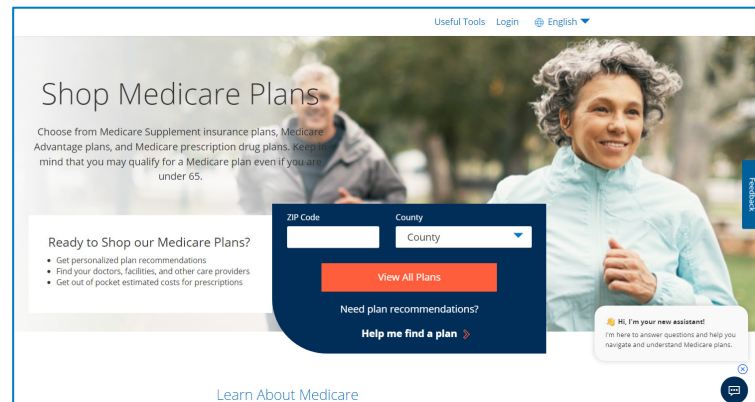 Useful Tools Login English
Shop Medicare Plans
Choose from Medicare Supplement insurance plans, Medicare
Advantage plans, and Medicare prescription drug plans. Keep in
mind that you may qualify for a Medicare plan even if you are
under 65.
Feedback
Ready to Shop our Medicare Plans?
• Get personalized plan recommendations
• Find your doctors, facilities, and other care providers
• Get out of pocket estimated costs for prescriptions
ZIP Code County
County
View All Plans
Need plan recommendations?
Help me find a plan
👋 Hi, I'm your new assistant!
I'm here to answer questions and help you
navigate and understand Medicare plans.
Learn About Medicare